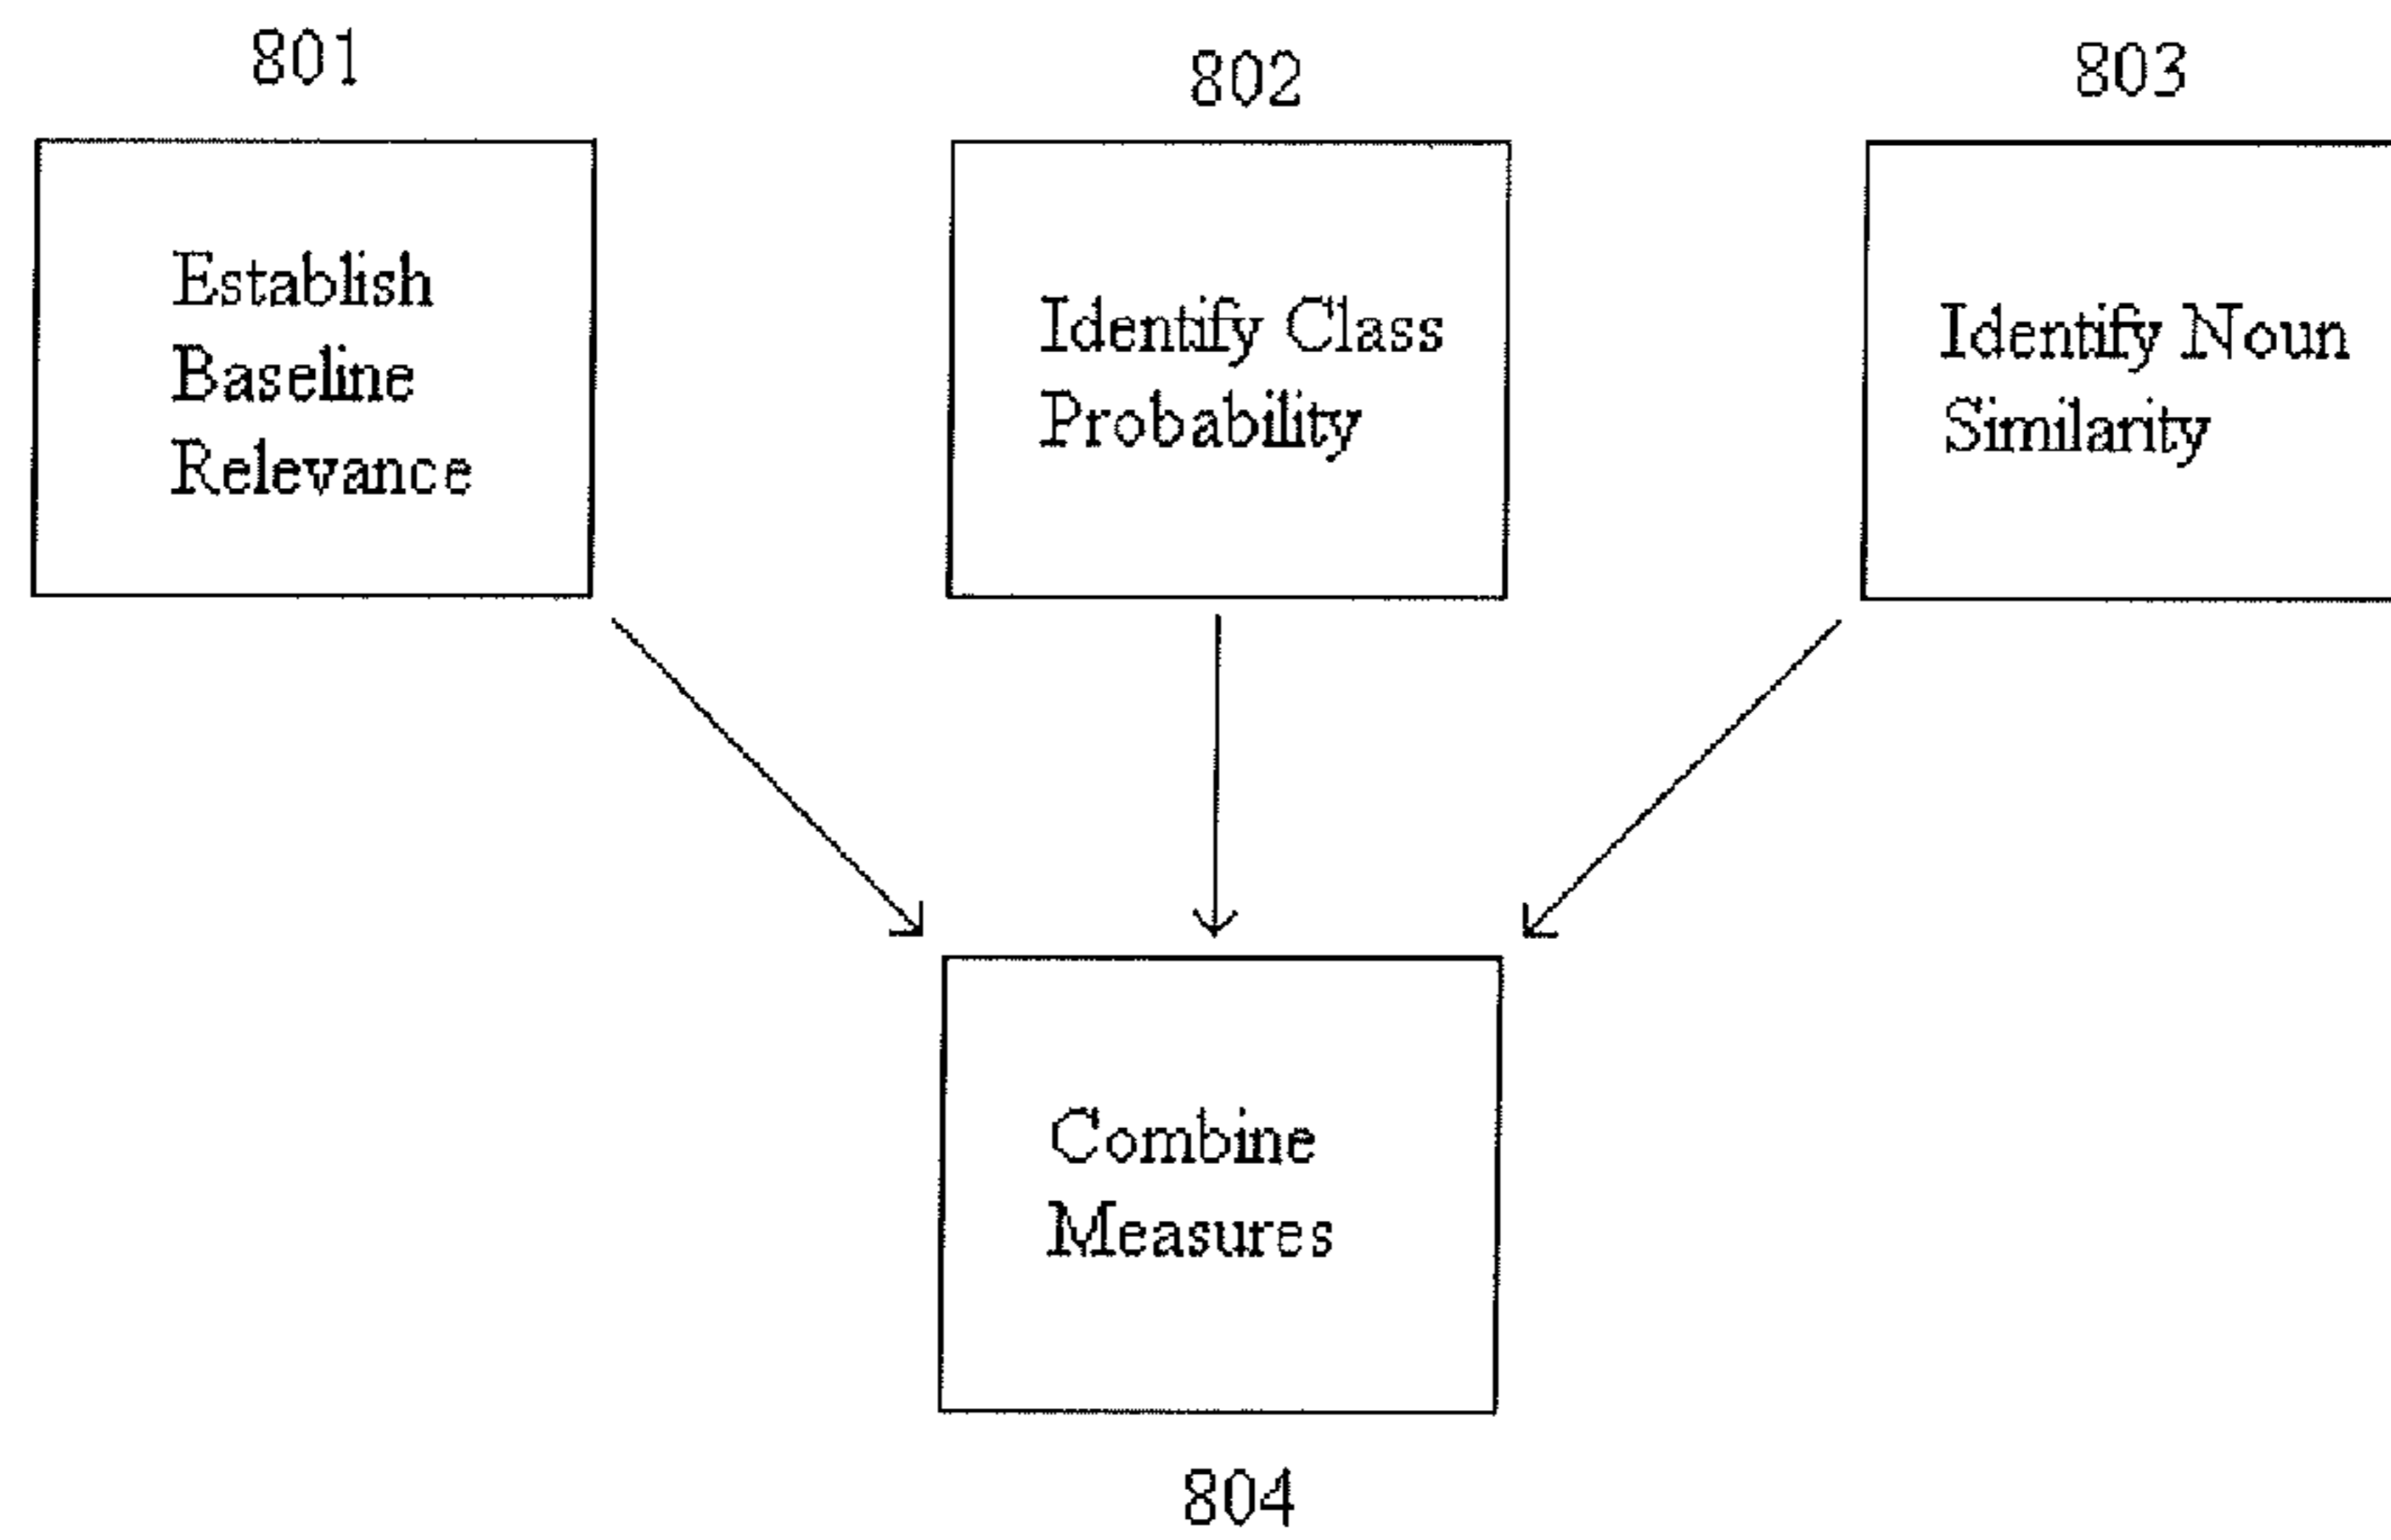 801
802
803
Establish
Baseline
Relevance
Identify Class
Probability
Identify Noun
Similarity
Combine
Measures
804